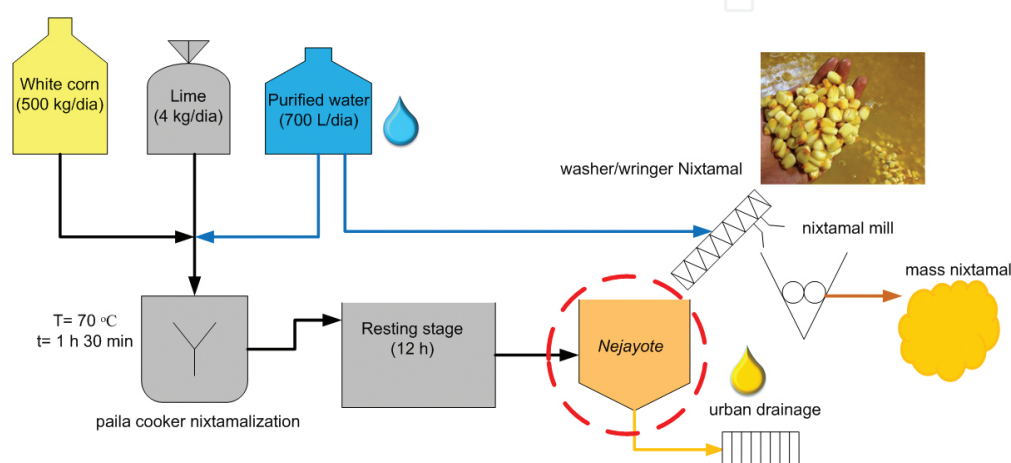 White corn
(500 kg/dia)
Lime
(4 kg/dia)
Purified water
(700 L/dia)
washer/wringer Nixtamal
nixtamal mill
mass nixtamal
T= 70 ºC
t= 1 h 30 min
Resting stage
(12 h)
Nejayote
paila cooker nixtamalization
urban drainage